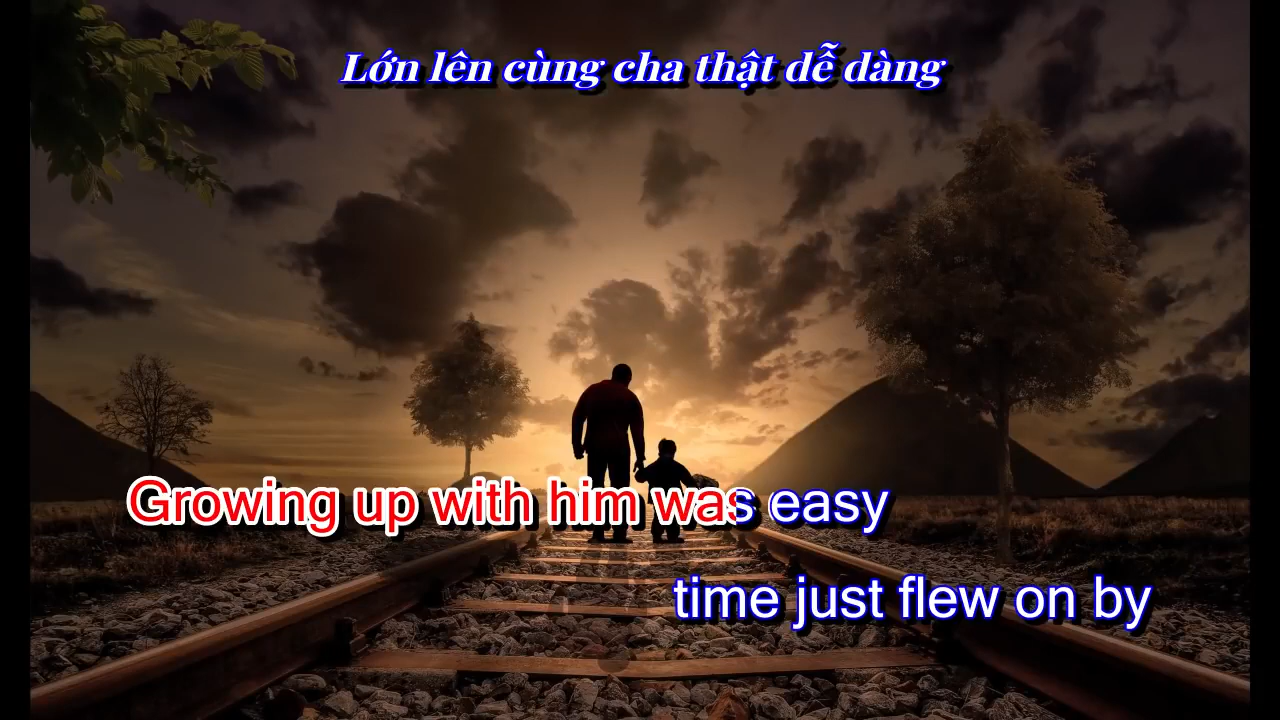 Lớn lên cùng cha thật dễ dàng
Growing up with him was easy
time just flew on by